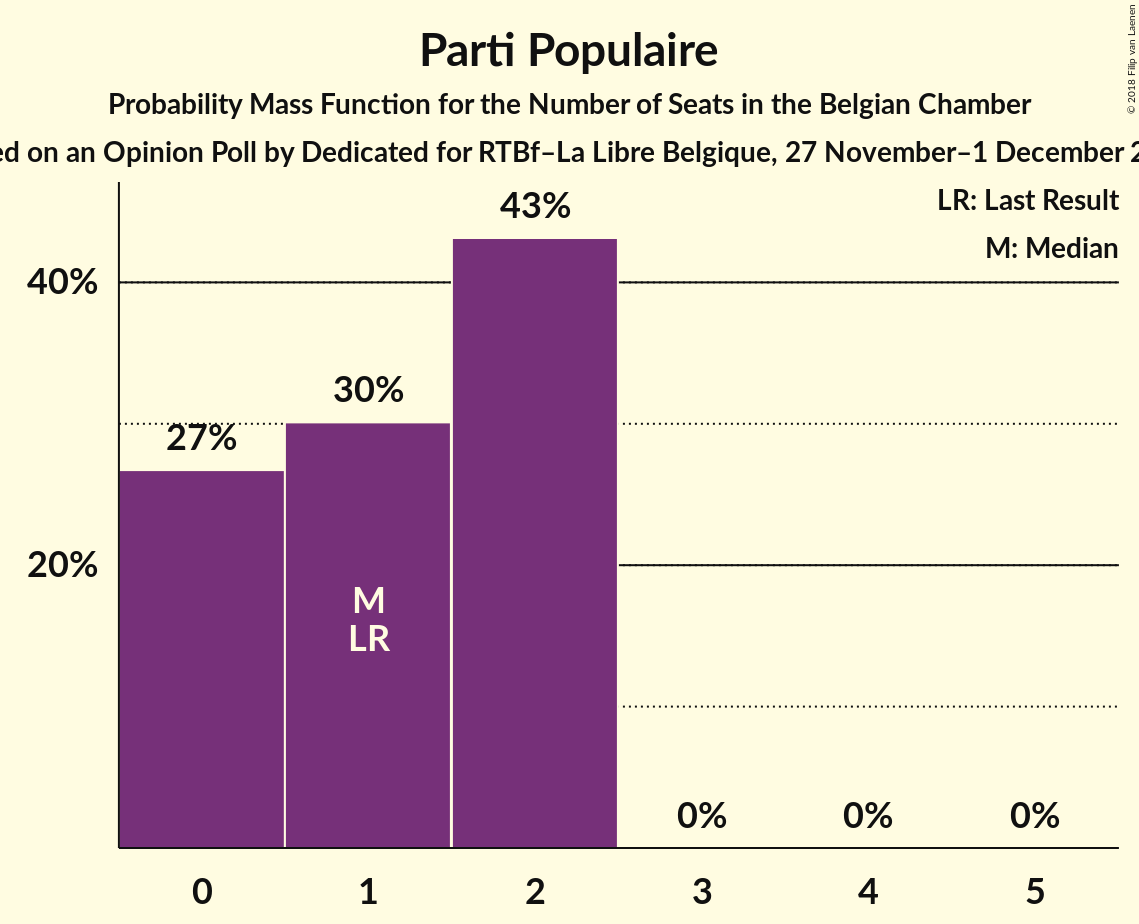 Parti Populaire
Probability Mass Function for the Number of Seats in the Belgian Chamber
on an Opinion Poll by Dedicated for RTBf–La Libre Belgique, 27 November–1 December
© 2018 Filip van Laenen
LR: Last Result
M: Median
43%
40%
30%
27%
20%
M
LR
0%
0%
0%
0
1
2
3
4
5